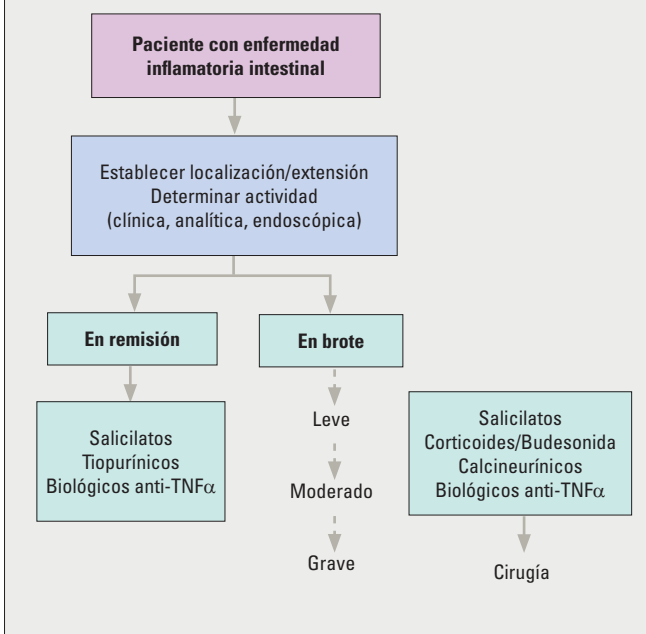 Paciente con enfermedad
inflamatoria intestinal
Establecer localización/extensión
Determinar actividad
(clínica, analítica, endoscópica)
En remisión
En brote
Salicilatos
Tiopurínicos
Biológicos anti-TNFα
Leve
Moderado
Grave
Salicilatos
Corticoides/Budesonida
Calcineurínicos
Biológicos anti-TNFα
Cirugía